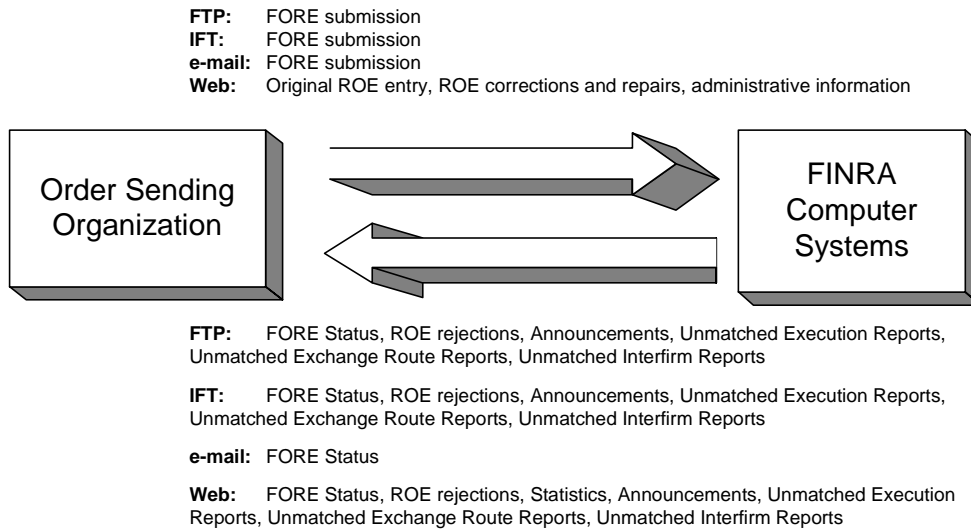 FTP: FORE submission
IFT: FORE submission
e-mail: FORE submission
Web: Original ROE entry, ROE corrections and repairs, administrative information
Order Sending
Organization
FINRA
Computer
Systems
FTP: FORE Status, ROE rejections, Announcements, Unmatched Execution Reports,
Unmatched Exchange Route Reports, Unmatched Interfirm Reports
IFT: FORE Status, ROE rejections, Announcements, Unmatched Execution Reports,
Unmatched Exchange Route Reports, Unmatched Interfirm Reports
e-mail: FORE Status
Web: FORE Status, ROE rejections, Statistics, Announcements, Unmatched Execution
Reports, Unmatched Exchange Route Reports, Unmatched Interfirm Reports